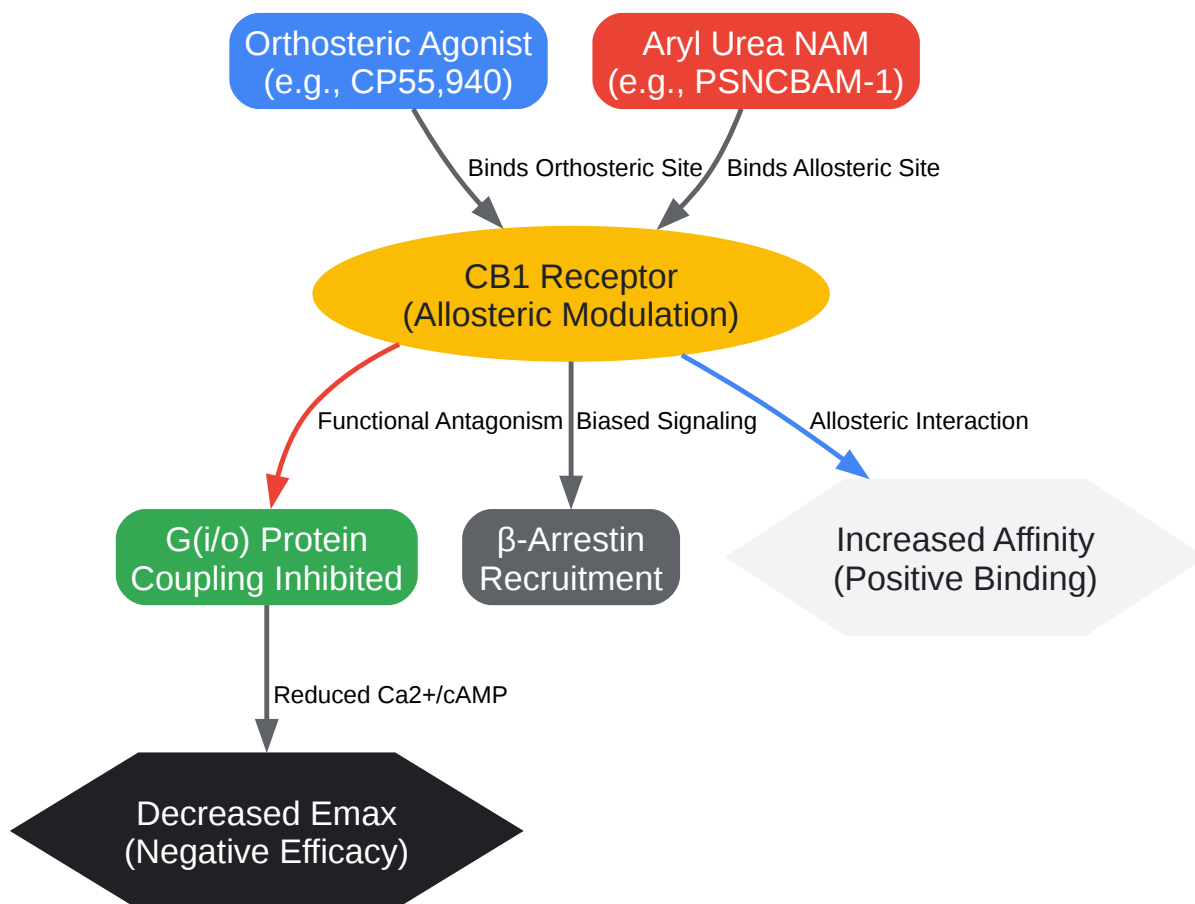 Orthosteric Agonist
(e.g., CP55,940)
Aryl Urea NAM
(e.g., PSNCBAM-1)
Binds Orthosteric Site
Binds Allosteric Site
CB1 Receptor
(Allosteric Modulation)
Functional Antagonism
Biased Signaling
Allosteric Interaction
G(i/o) Protein
Coupling Inhibited
β-Arrestin
Recruitment
Increased Affinity
(Positive Binding)
Reduced Ca2+/cAMP
Decreased Emax
(Negative Efficacy)